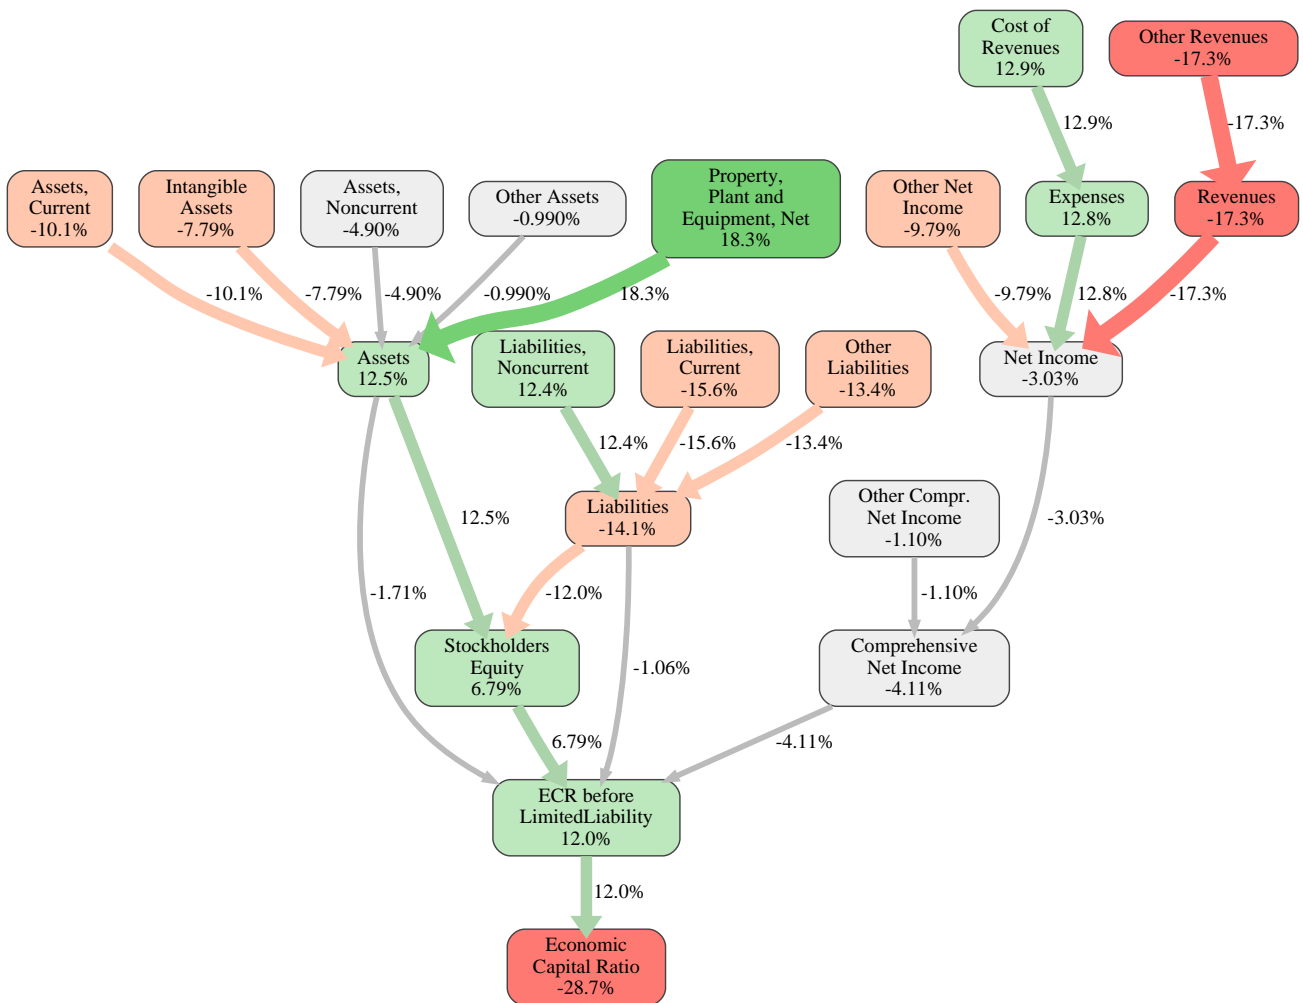 Cost of
Revenues
12.9%
Other Revenues
-17.3%
12.9%
-17.3%
Assets,
Current
-10.1%
Intangible
Assets
-7.79%
Assets,
Noncurrent
-4.90%
Other Assets
-0.990%
Property,
Plant and
Equipment, Net
18.3%
Other Net
Income
-9.79%
Expenses
12.8%
Revenues
-17.3%
-10.1%
-7.79%
-4.90%
-0.990%
18.3%
-9.79%
12.8%
-17.3%
Assets
12.5%
Liabilities,
Noncurrent
12.4%
Liabilities,
Current
-15.6%
Other
Liabilities
-13.4%
Net Income
-3.03%
12.4%
-15.6%
-13.4%
Liabilities
-14.1%
Other Compr.
Net Income
-1.10%
12.5%
-3.03%
-1.71%
-12.0%
-1.10%
Stockholders
Equity
6.79%
-1.06%
Comprehensive
Net Income
-4.11%
6.79%
-4.11%
ECR before
LimitedLiability
12.0%
12.0%
Economic
Capital Ratio
-28.7%